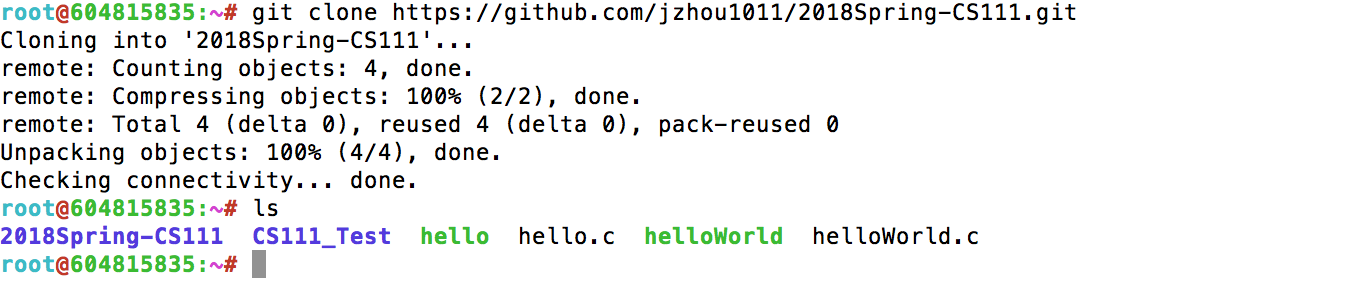 root@604815835:~# git clone https://github.com/jzhou1011/2018Spring-CS111.git
Cloning into '2018Spring-CS111'...
remote: Counting objects: 4, done.
remote: Compressing objects: 100% (2/2), done.
remote: Total 4 (delta 0), reused 4 (delta 0), pack-reused 0
Unpacking objects: 100% (4/4), done.
Checking connectivity... done.
root@604815835:~# ls
2018Spring-CS111  CS111_Test  hello  hello.c  helloWorld  helloWorld.c
root@604815835:~#